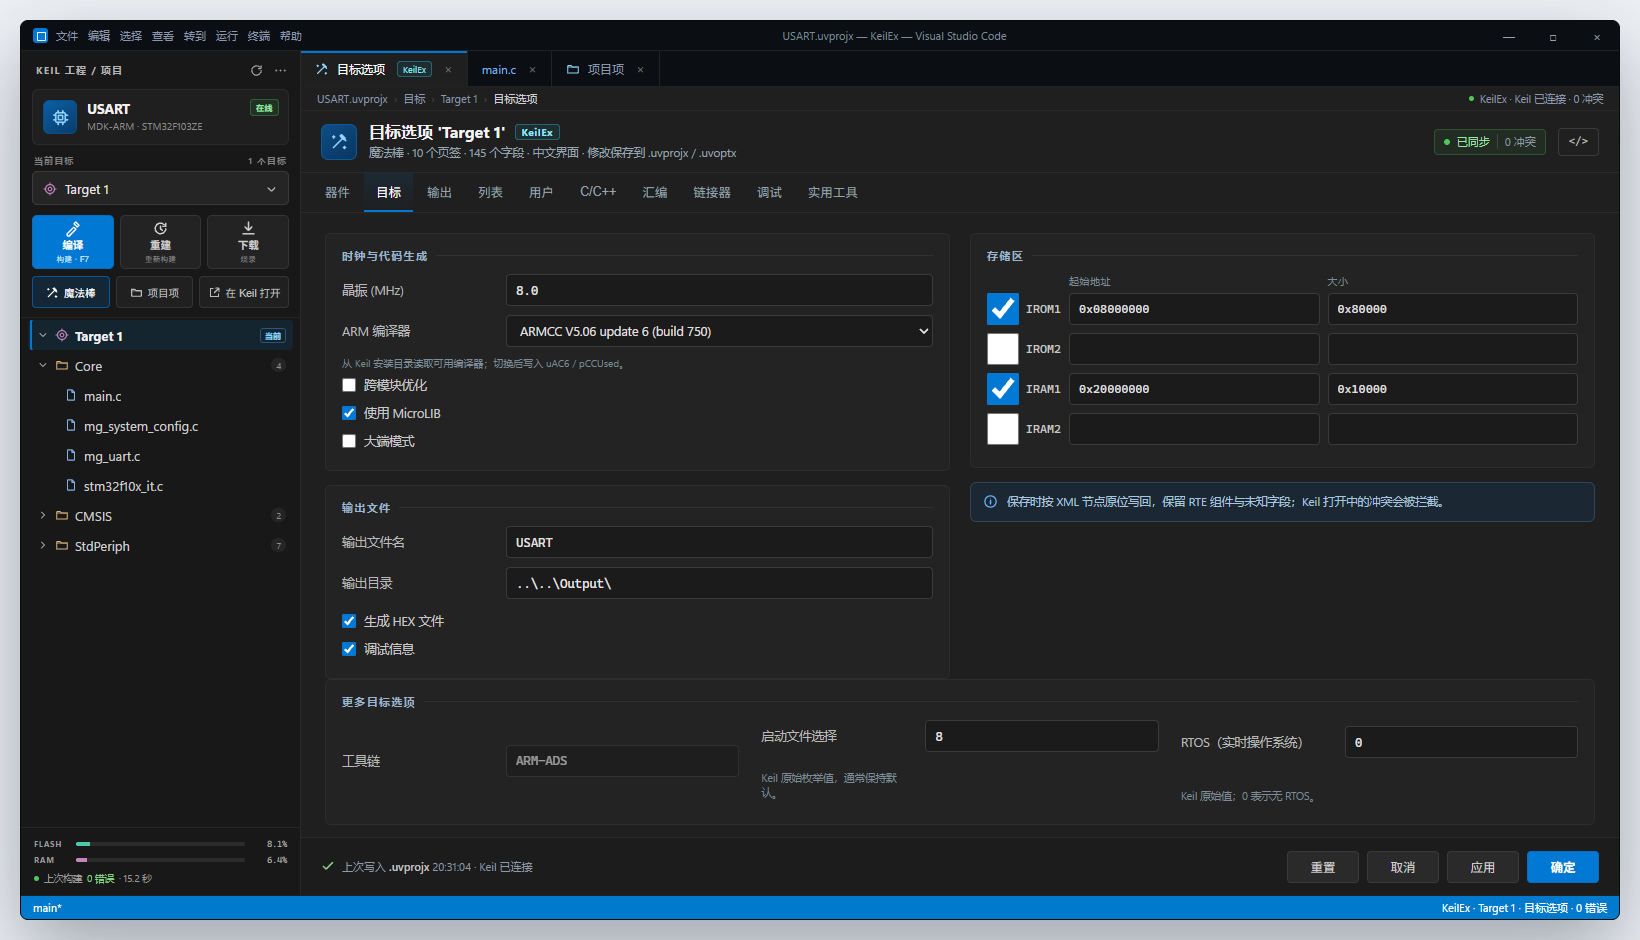 文件 编辑 选择 查看 转到 运行 终端 帮助
USART.uvprojx — KeilEx — Visual Studio Code
KEIL 工程 / 项目
USART
在线
MDK-ARM · STM32F103ZE
当前目标
1 个目标
Target 1
编译
构建 · F7
重建
重新构建
下载
烧录
魔法棒
项目项
在 Keil 打开
Target 1
当前
Core
4
main.c
mg_system_config.c
mg_uart.c
stm32f10x_it.c
CMSIS
2
StdPeriph
7
FLASH
8.1%
RAM
6.4%
上次构建 0 错误 · 15.2 秒
目标选项 KeilEx ×
main.c ×
项目项 ×
USART.uvprojx › 目标 › Target 1 › 目标选项
KeilEx · Keil 已连接 · 0 冲突
目标选项 'Target 1' KeilEx
魔法棒 · 10 个页签 · 145 个字段 · 中文界面 · 修改保存到 .uvprojx / .uvoptx
已同步 0 冲突
</>
器件 目标 输出 列表 用户 C/C++ 汇编 链接器 调试 实用工具
时钟与代码生成
晶振 (MHz)
8.0
ARM 编译器
ARMCC V5.06 update 6 (build 750)
从 Keil 安装目录读取可用编译器；切换后写入 uAC6 / pCCUsed。
跨模块优化
使用 MicroLIB
大端模式
存储区
起始地址 大小
IROM1 0x08000000 0x80000
IROM2
IRAM1 0x20000000 0x10000
IRAM2
保存时按 XML 节点原位写回，保留 RTE 组件与未知字段；Keil 打开中的冲突会被拦截。
输出文件
输出文件名
USART
输出目录
..\..\Output\
生成 HEX 文件
调试信息
更多目标选项
工具链
ARM-ADS
启动文件选择
8
Keil 原始枚举值，通常保持默
认。
RTOS（实时操作系统）
0
Keil 原始值；0 表示无 RTOS。
上次写入 .uvprojx 20:31:04 · Keil 已连接
重置
取消
应用
确定
main*
KeilEx · Target 1 · 目标选项 · 0 错误